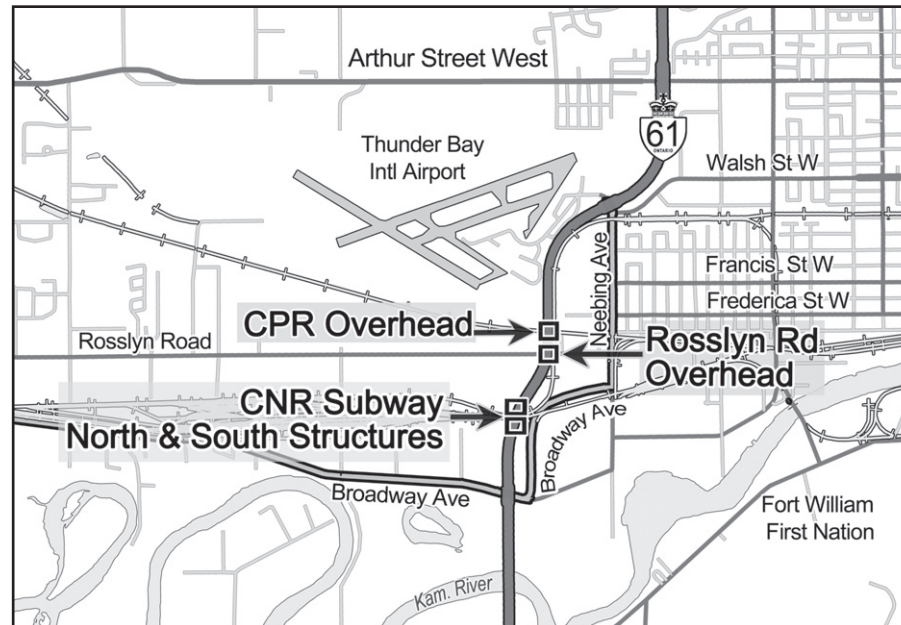 Arthur Street West
61
ONTARIO
Thunder Bay
Intl Airport
Walsh St W
Neebing Ave
Francis St W
Frederica St W
CPR Overhead
Rosslyn Road
Rosslyn Rd
Overhead
CNR Subway
North & South Structures
Broadway Ave
Broadway Ave
Fort William
First Nation
Kam. River